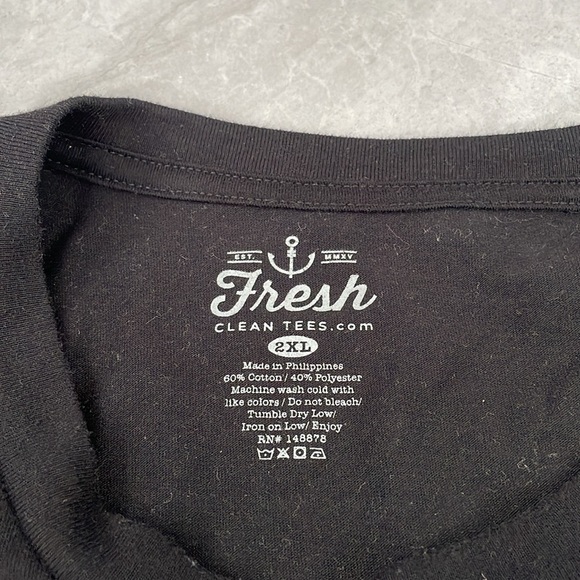 EST. MMXV
Fresh
CLEAN TEES.com
2XL
Made in Philippines
60% Cotton/ 40% Polyester
Machine wash cold with
like colors/ Do not bleach/
Tumble Dry Low/
Iron on Low/ Enjoy
RN# 148878